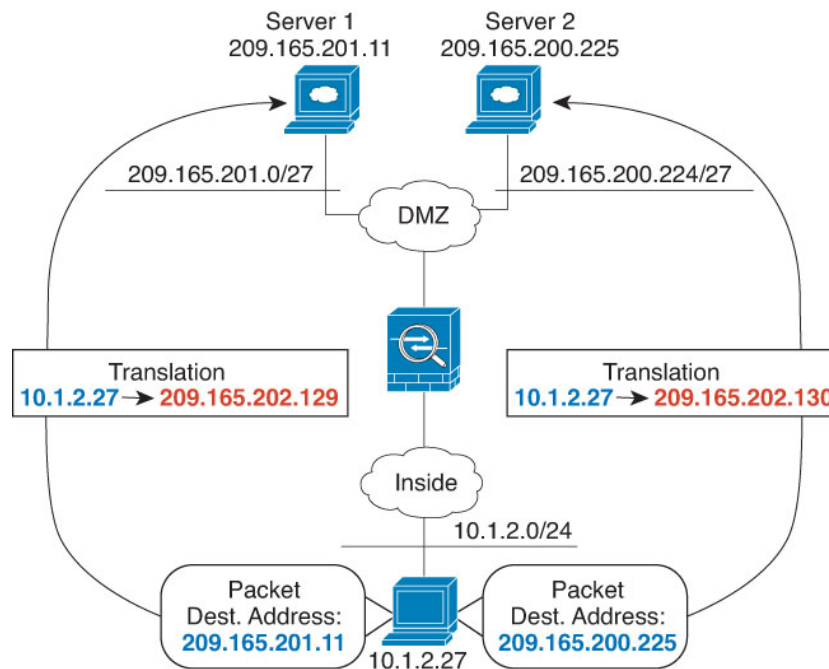 Server 1
209.165.201.11
Server 2
209.165.200.225
209.165.201.0/27
209.165.200.224/27
DMZ
Translation
10.1.2.27 → 209.165.202.129
Translation
10.1.2.27 → 209.165.202.130
Inside
10.1.2.0/24
Packet
Dest. Address:
209.165.201.11
Packet
Dest. Address:
209.165.200.225
10.1.2.27